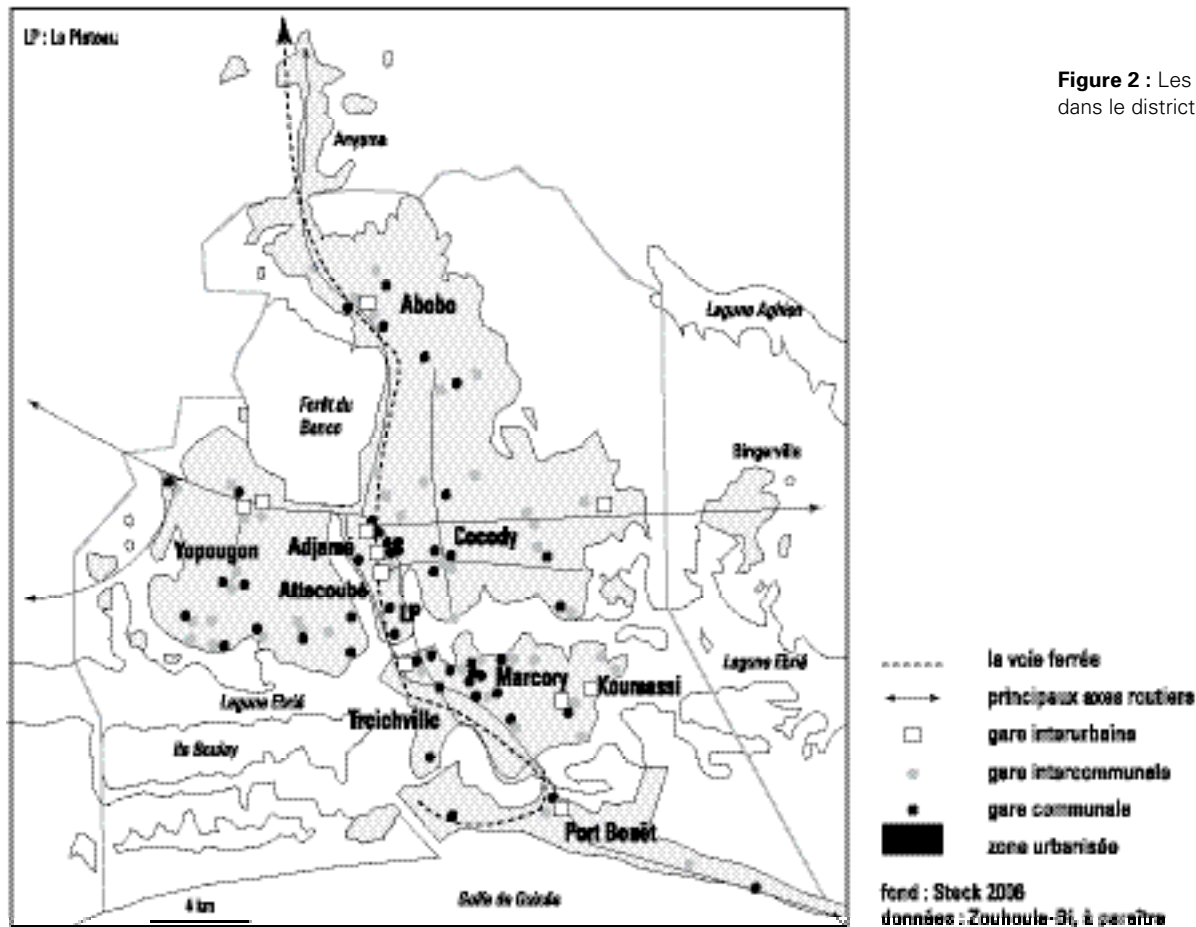 LP : Le Plateau
Figure 2 : Les
dans le district
Anyama
Abobo
Lagune Aghien
Forêt du
Banco
Bingerville
Yopougon
Adjamé
Cocody
Attecoubé
LP
Marcory
Koumassi
Lagune Ebrié
Lagune Ebrié
Treichville
Ile Boulay
Port Bouët
Golfe de Guinée
4 km
la voie ferrée
principaux axes routiers
gare interurbaine
gare intercommunale
gare communale
zone urbanisée
fond : Steck 2006
données : Zouhoula-Bi, à paraître